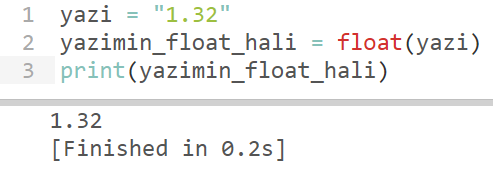 1 yazi = "1.32"
2 yazimin_float_hali = float(yazi)
3 print(yazimin_float_hali)
1.32
[Finished in 0.2s]